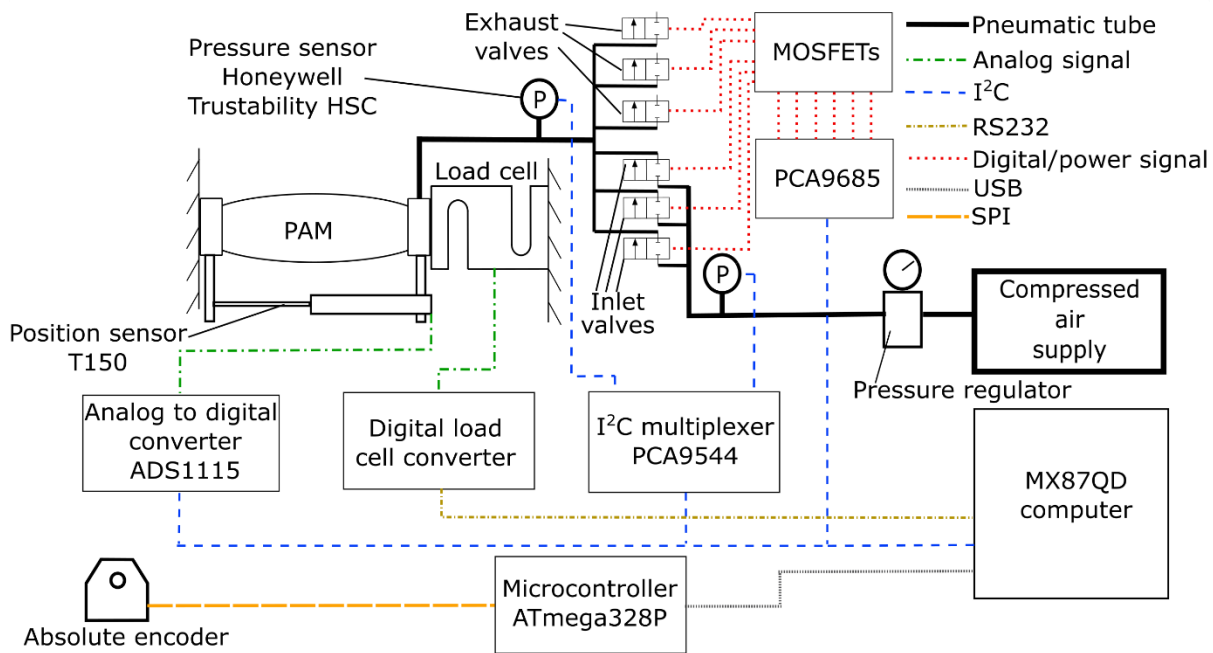 Exhaust
valves
Pressure sensor
Honeywell
Trustability HSC
P
MOSFETs
PCA9685
Pneumatic tube
Analog signal
I²C
RS232
Digital/power signal
USB
SPI
Load cell
PAM
P
Inlet
valves
Position sensor
T150
Compressed
air
supply
Pressure regulator
Analog to digital
converter
ADS1115
Digital load
cell converter
I²C multiplexer
PCA9544
MX87QD
computer
Microcontroller
ATmega328P
Absolute encoder